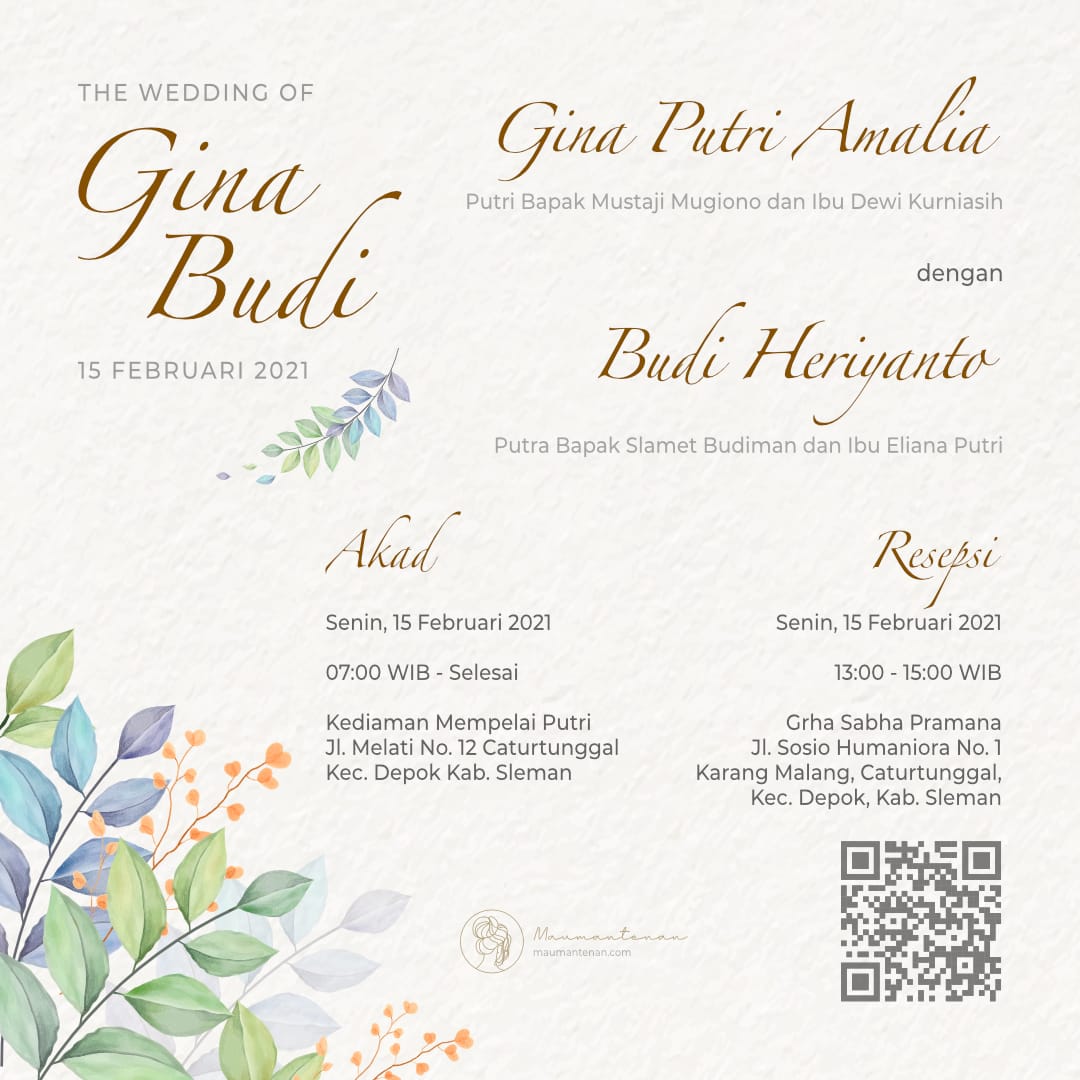 THE WEDDING OF
Gina
Budi
15 FEBRUARI 2021
Gina Putri Amalia
Putri Bapak Mustaji Mugiono dan Ibu Dewi Kurniasih
dengan
Budi Heriyanto
Putra Bapak Slamet Budiman dan Ibu Eliana Putri
Akad
Senin, 15 Februari 2021
07:00 WIB - Selesai
Kediaman Mempelai Putri
Jl. Melati No. 12 Caturtunggal
Kec. Depok Kab. Sleman
Resepsi
Senin, 15 Februari 2021
13:00 - 15:00 WIB
Grha Sabha Pramana
Jl. Sosio Humaniora No. 1
Karang Malang, Caturtunggal,
Kec. Depok, Kab. Sleman
Maumantenan
maumantenan.com